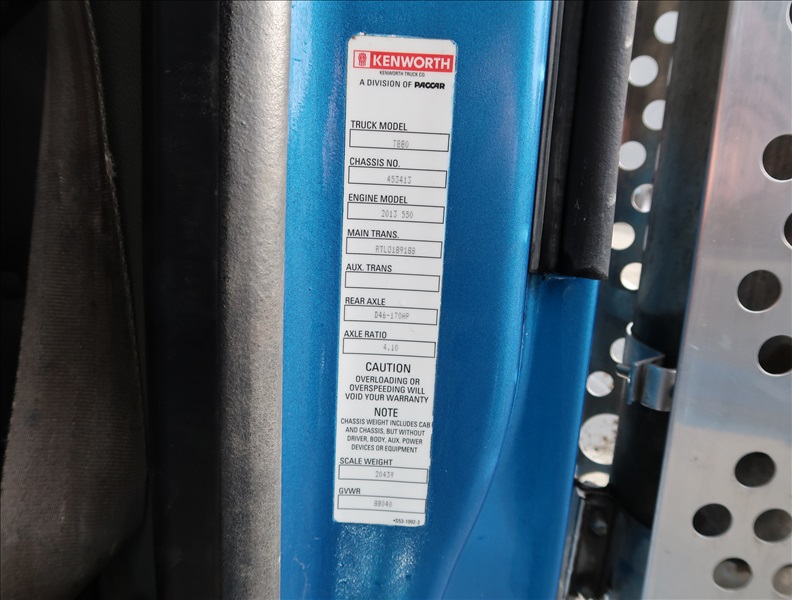 KENWORTH
KENWORTH TRUCK CO.
A DIVISION OF PACCAR
TRUCK MODEL
T880
CHASSIS NO.
453413
ENGINE MODEL
2013 550
MAIN TRANS.
RTLO18918B
AUX. TRANS
REAR AXLE
D46-170HP
AXLE RATIO
4.10
CAUTION
OVERLOADING OR
OVERSPEEDING WILL
VOID YOUR WARRANTY
NOTE
CHASSIS WEIGHT INCLUDES CAB
AND CHASSIS, BUT WITHOUT
DRIVER, BODY, AUX. POWER
DEVICES OR EQUIPMENT
SCALE WEIGHT
20439
GVWR